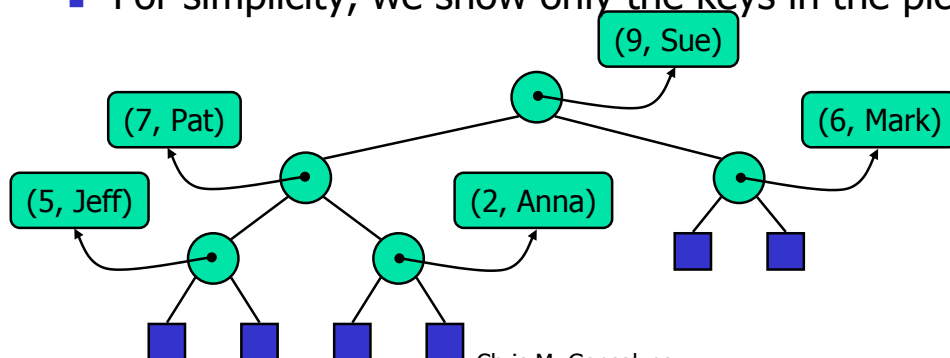 For simplicity, we show only the keys in the
(9, Sue)
(7, Pat)
(6, Mark)
(5, Jeff)
(2, Anna)